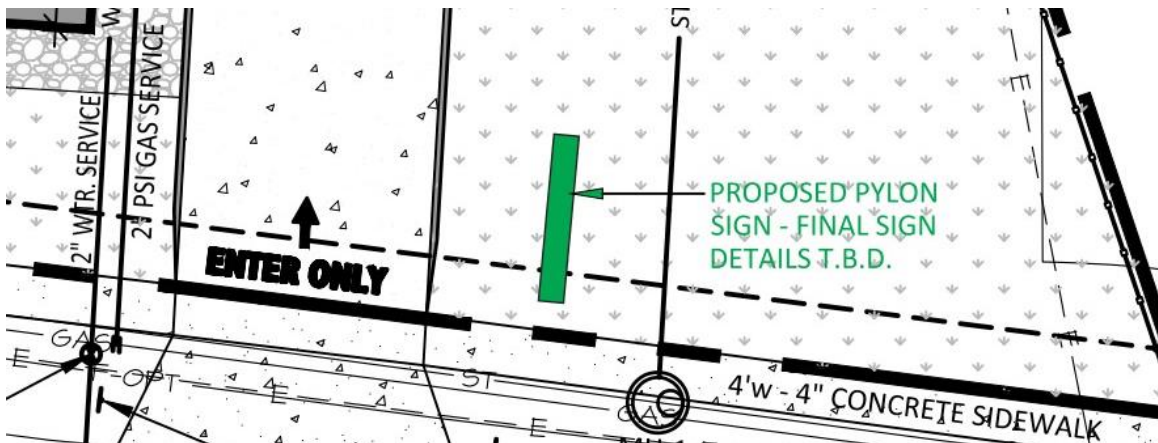 W
2" WTR. SERVICE
2" PSI GAS SERVICE
ST
E
ENTER ONLY
PROPOSED PYLON
SIGN - FINAL SIGN
DETAILS T.B.D.
GAS
E
OPT
E
ST
E
GAS
4'w - 4" CONCRETE SIDEWALK